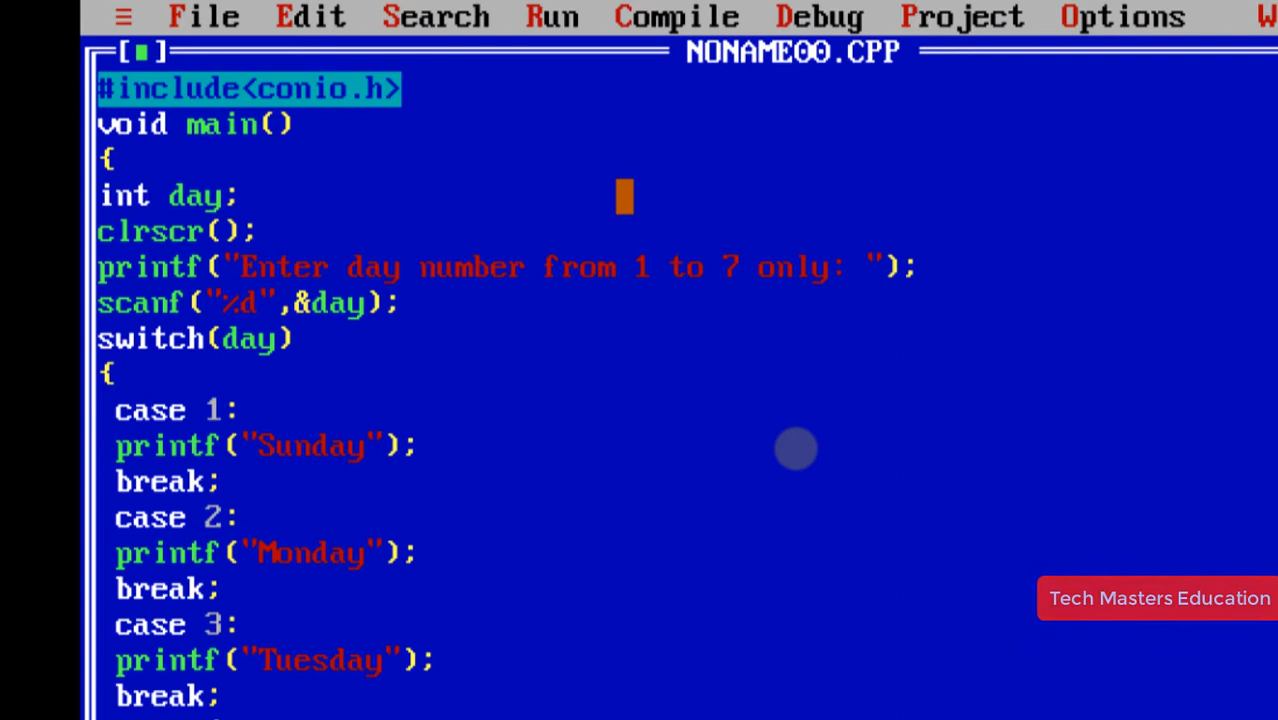 ≡ File Edit Search Run Compile Debug Project Options W
[■] NONAME00.CPP
#include<conio.h>
void main()
{
int day;
clrscr();
printf("Enter day number from 1 to 7 only: ");
scanf("%d",&day);
switch(day)
{
case 1:
printf("Sunday");
break;
case 2:
printf("Monday");
break;
case 3:
printf("Tuesday");
break;
Tech Masters Education